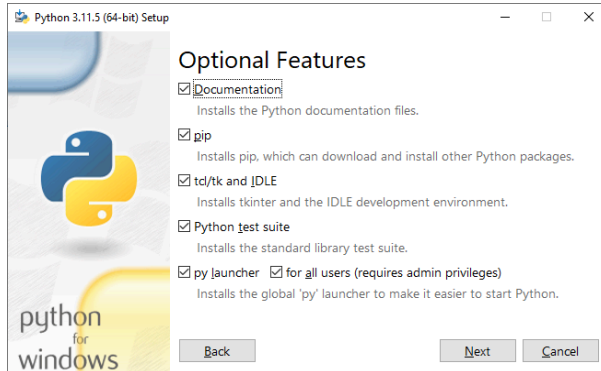 Python 3.11.5 (64-bit) Setup
Optional Features
Documentation
Installs the Python documentation files.
pip
Installs pip, which can download and install other Python packages.
tcl/tk and IDLE
Installs tkinter and the IDLE development environment.
Python test suite
Installs the standard library test suite.
py launcher for all users (requires admin privileges)
Installs the global 'py' launcher to make it easier to start Python.
python
for
windows
Back Next Cancel